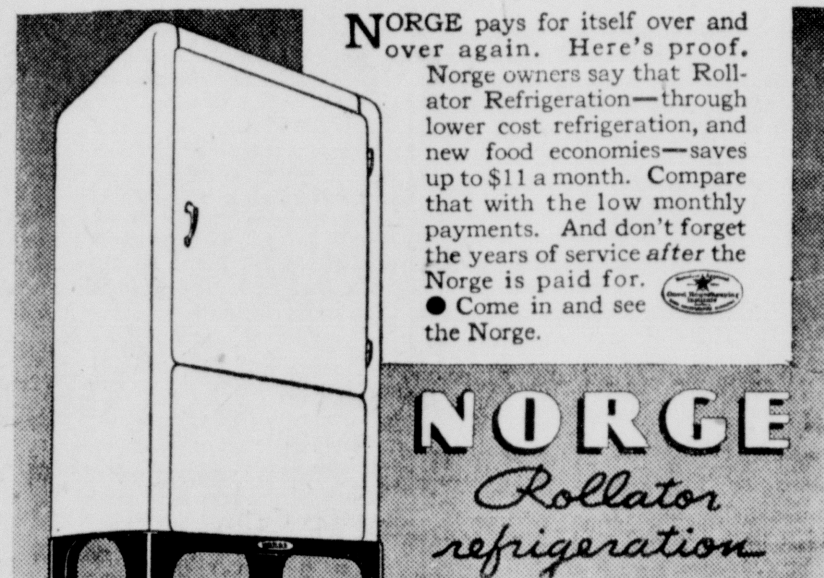 NORGE pays for itself over and
over again. Here's proof.
Norge owners say that Roll-
ator Refrigeration—through
lower cost refrigeration, and
new food economies—saves
up to $11 a month. Compare
that with the low monthly
payments. And don't forget
the years of service after the
Norge is paid for.
● Come in and see
the Norge.
Good Housekeeping
Institute
NORGE
Rollator
refrigeration